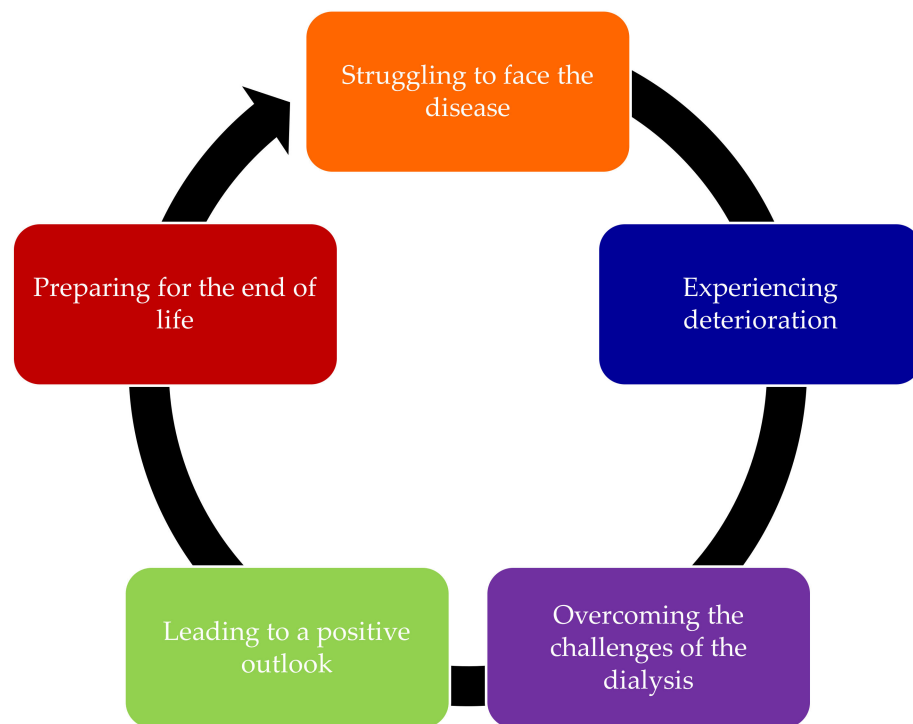 Struggling to face the
disease
Experiencing
deterioration
Overcoming the
challenges of the
dialysis
Leading to a positive
outlook
Preparing for the end of
life